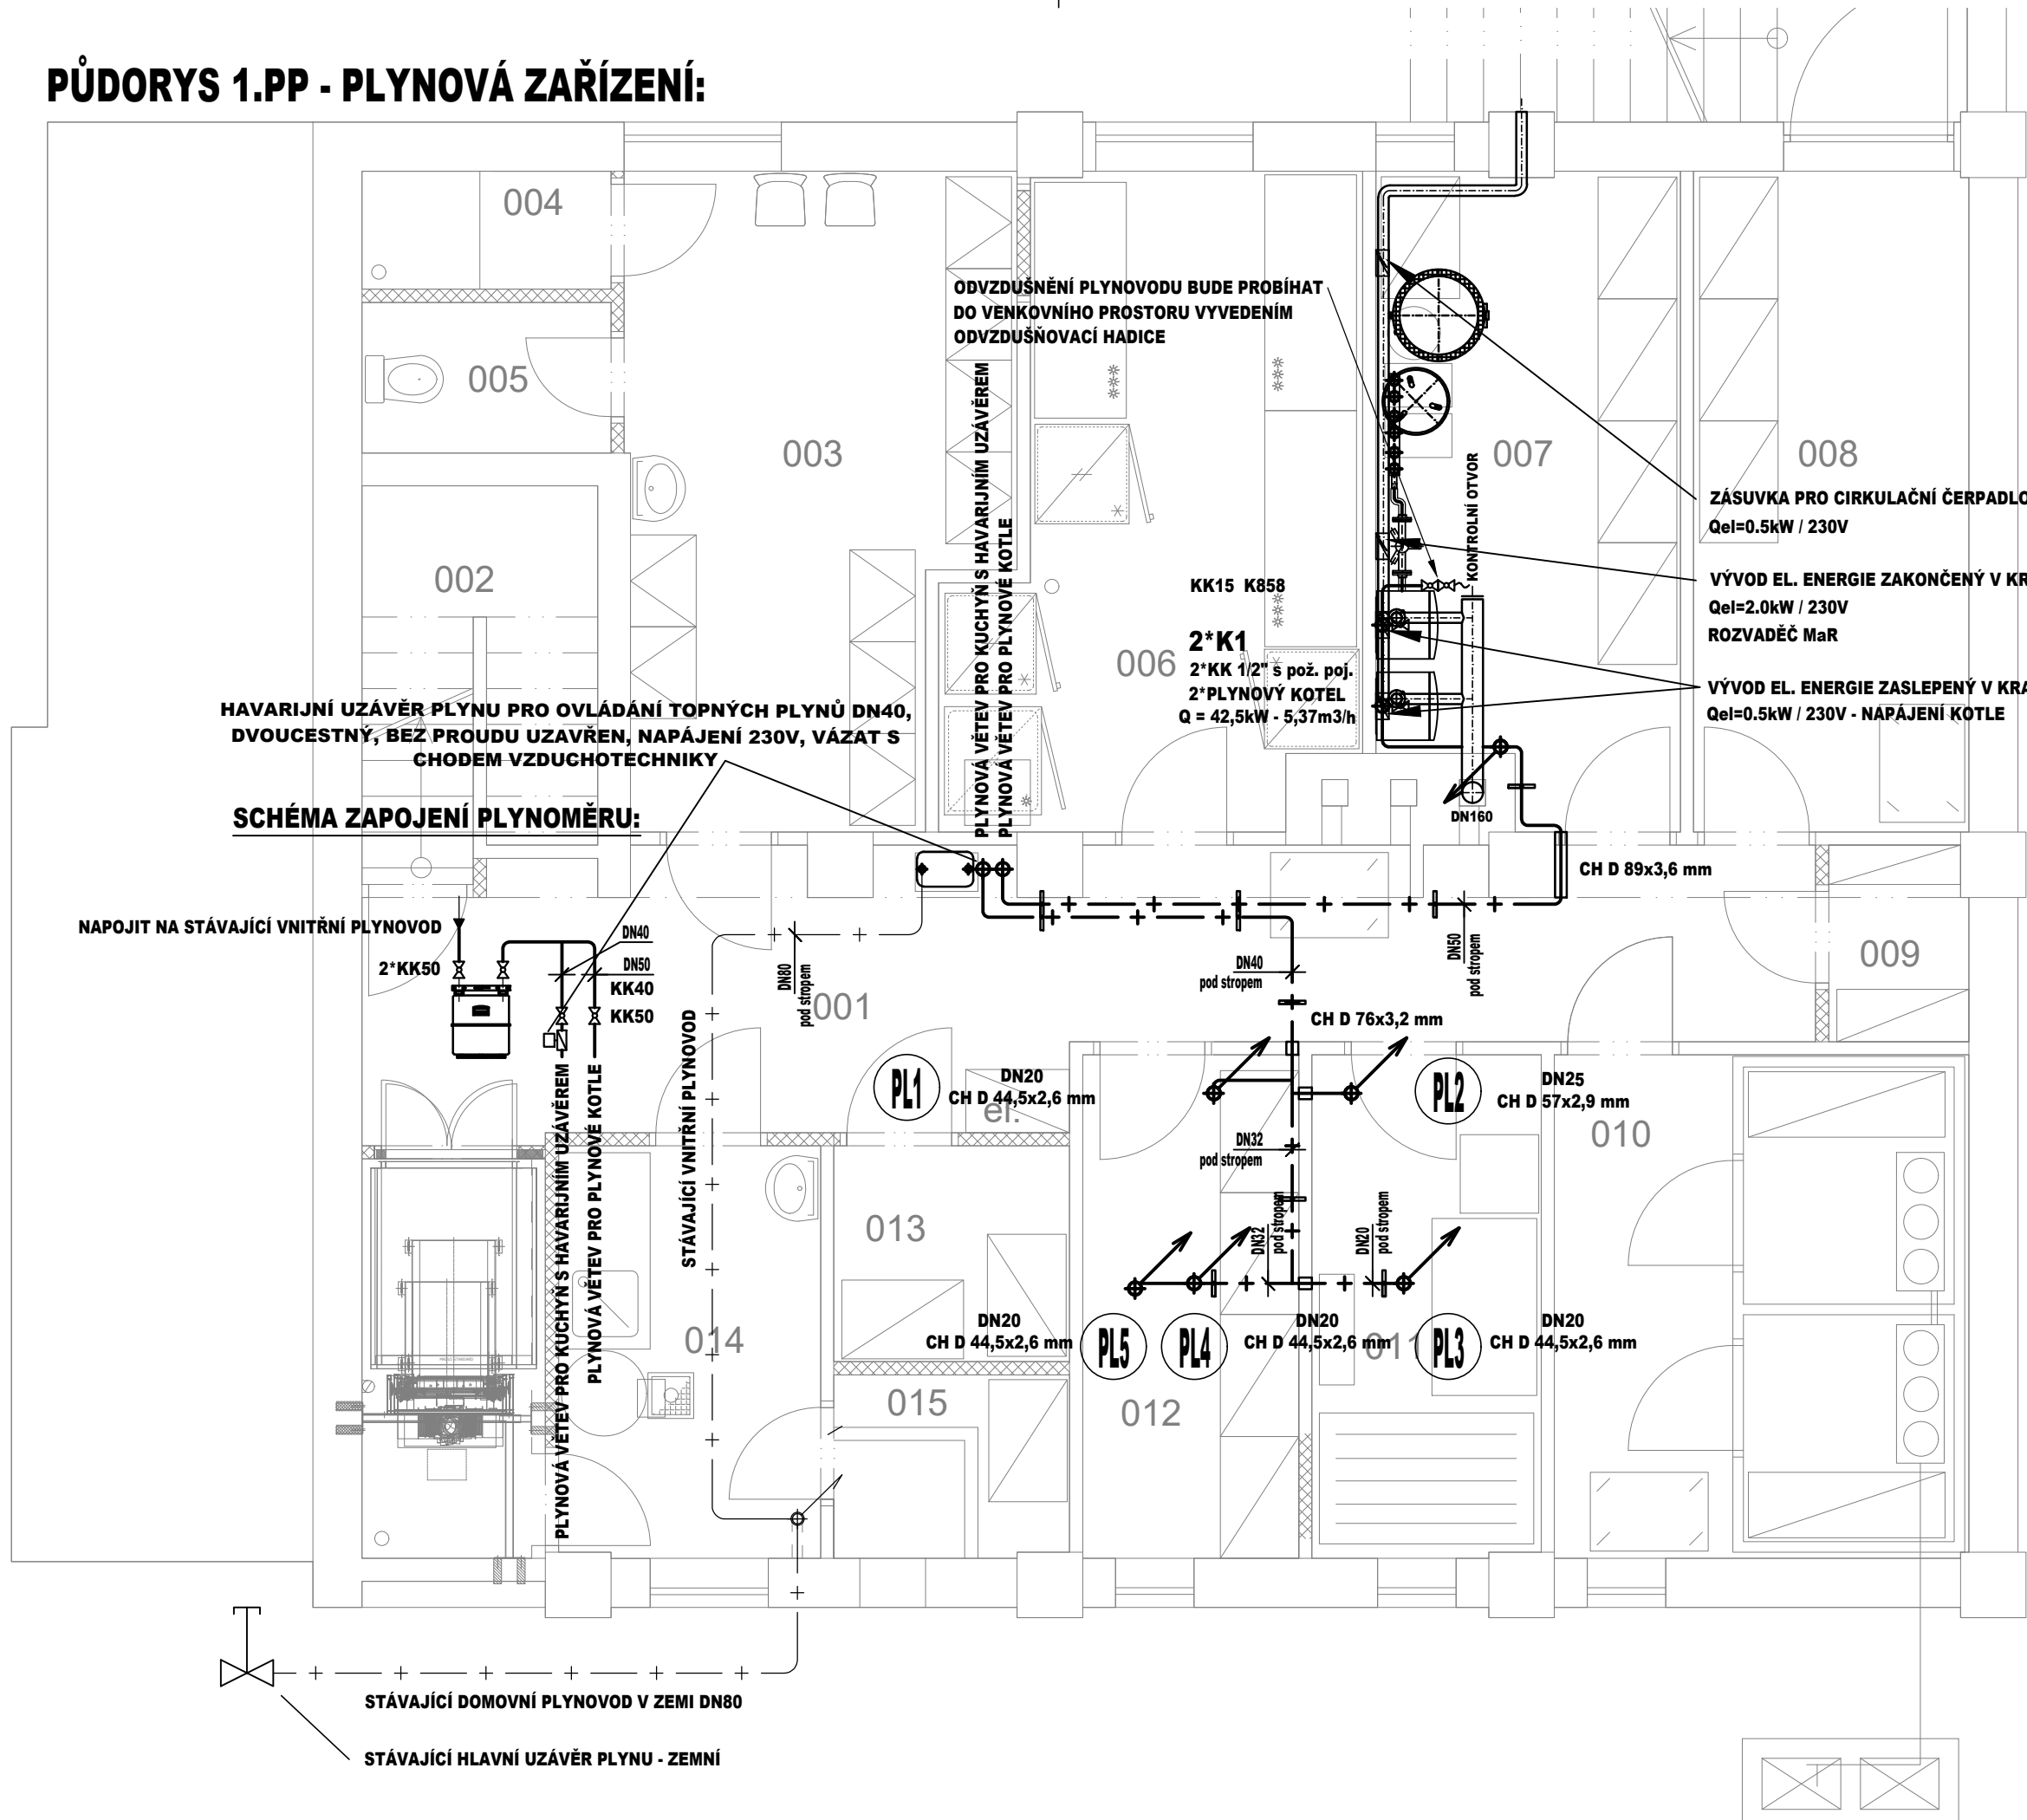 PŮDORYS 1.PP - PLYNOVÁ ZAŘÍZENÍ:
004
005
003
002
ODVZDUŠNĚNÍ PLYNOVODU BUDE PROBÍHAT
DO VENKOVNÍHO PROSTORU VYVEDENÍM
ODVZDUŠŇOVACÍ HADICE
PLYNOVÁ VĚTEV PRO KUCHYŇ S HAVARIJNÍM UZÁVĚREM
PLYNOVÁ VĚTEV PRO PLYNOVÉ KOTLE
KONTROLNÍ OTVOR
007
008
ZÁSUVKA PRO CIRKULAČNÍ ČERPADLO
Qel=0.5kW / 230V
VÝVOD EL. ENERGIE ZAKONČENÝ V KR
Qel=2.0kW / 230V
ROZVADĚČ MaR
VÝVOD EL. ENERGIE ZASLEPENÝ V KRA
Qel=0.5kW / 230V - NAPÁJENÍ KOTLE
KK15 K858
2*K1
2*KK 1/2" s pož. poj.
2*PLYNOVÝ KOTEL
Q = 42,5kW - 5,37m3/h
006
HAVARIJNÍ UZÁVĚR PLYNU PRO OVLÁDÁNÍ TOPNÝCH PLYNŮ DN40,
DVOUCESTNÝ, BEZ PROUDU UZAVŘEN, NAPÁJENÍ 230V, VÁZAT S
CHODEM VZDUCHOTECHNIKY
SCHÉMA ZAPOJENÍ PLYNOMĚRU:
DN160
CH D 89x3,6 mm
NAPOJIT NA STÁVAJÍCÍ VNITŘNÍ PLYNOVOD
2*KK50
DN40
DN50
KK40
KK50
DN80
pod stropem
001
DN40
pod stropem
DN50
pod stropem
009
CH D 76x3,2 mm
PLYNOVÁ VĚTEV PRO KUCHYŇ S HAVARIJNÍM UZÁVĚREM
PLYNOVÁ VĚTEV PRO PLYNOVÉ KOTLE
STÁVAJÍCÍ VNITŘNÍ PLYNOVOD
PL1
DN20
CH D 44,5x2,6 mm
el.
PL2
DN25
CH D 57x2,9 mm
010
DN32
pod stropem
DN32
pod stropem
DN20
pod stropem
013
014
DN20
CH D 44,5x2,6 mm
PL5
PL4
DN20
CH D 44,5x2,6 mm
011
PL3
DN20
CH D 44,5x2,6 mm
015
012
STÁVAJÍCÍ DOMOVNÍ PLYNOVOD V ZEMI DN80
STÁVAJÍCÍ HLAVNÍ UZÁVĚR PLYNU - ZEMNÍ